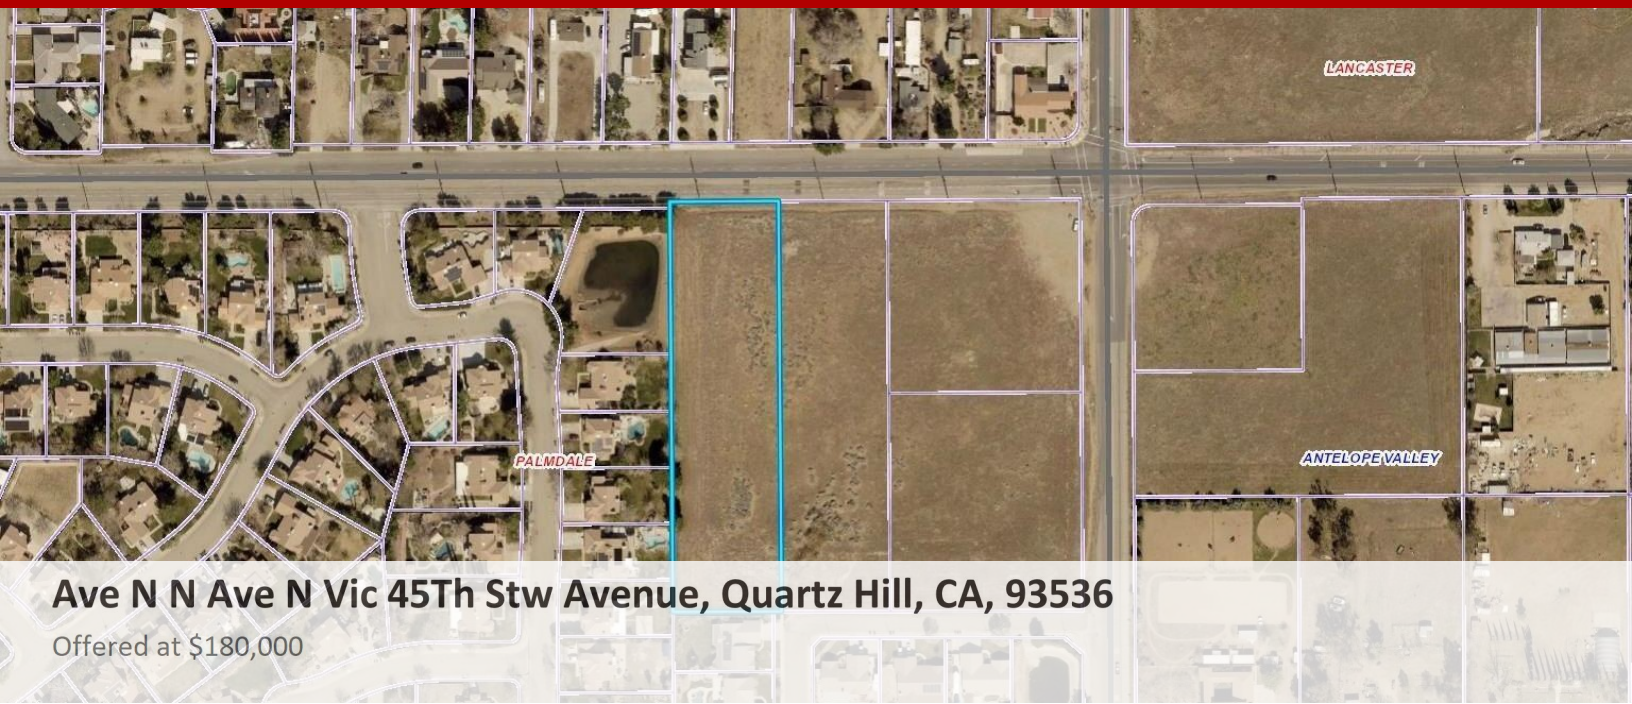 LANCASTER
PALMDALE
ANTELOPE VALLEY
Ave N N Ave N Vic 45Th Stw Avenue, Quartz Hill, CA, 93536
Offered at $180,000